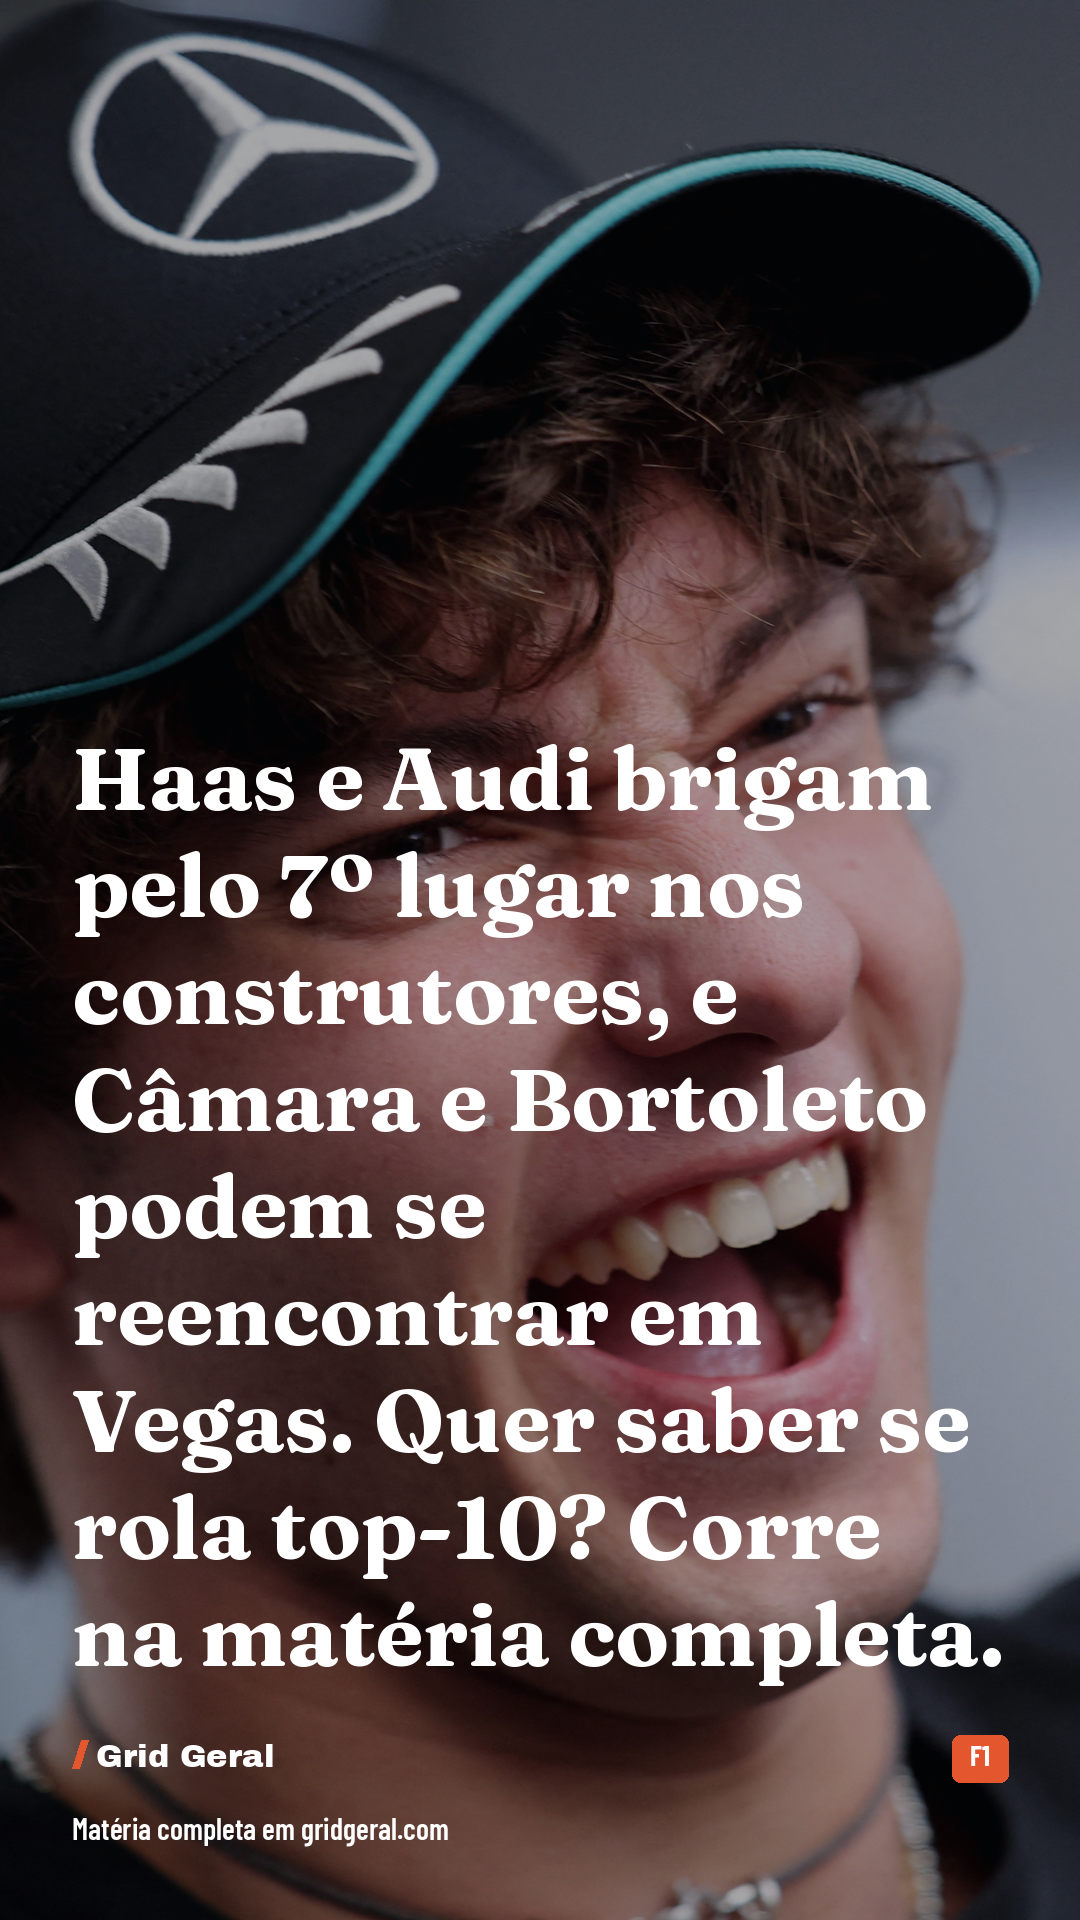 Haas e Audi brigam
pelo 7º lugar nos
construtores, e
Câmara e Bortoleto
podem se
reencontrar em
Vegas. Quer saber se
rola top-10? Corre
na matéria completa.
/ Grid Geral
F1
Matéria completa em gridgeral.com